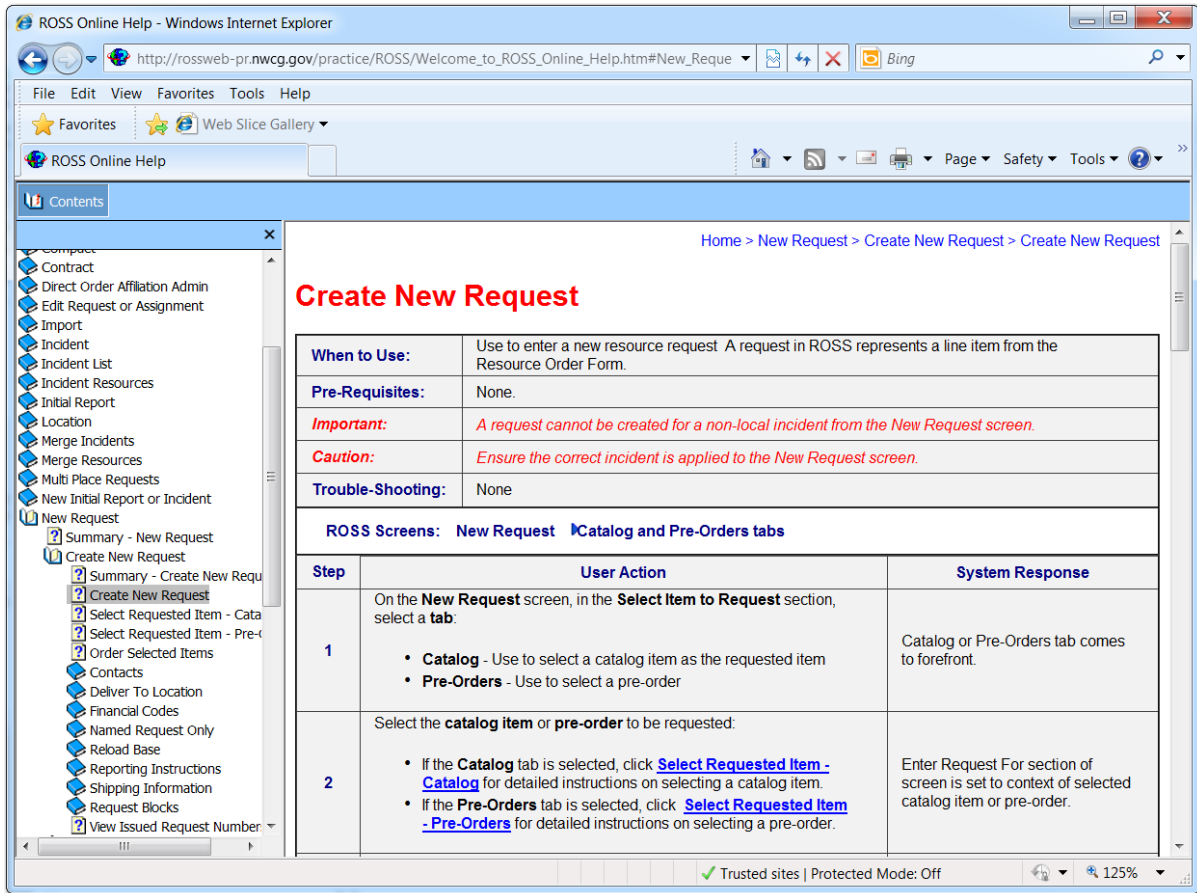 ROSS Online Help - Windows Internet Explorer
http://rossweb-pr.nwcg.gov/practice/ROSS/Welcome_to_ROSS_Online_Help.htm#New_Reque
Bing
File Edit View Favorites Tools Help
Favorites Web Slice Gallery
ROSS Online Help
Page Safety Tools
Contents
Compact
Contract
Direct Order Affiliation Admin
Edit Request or Assignment
Import
Incident
Incident List
Incident Resources
Initial Report
Location
Merge Incidents
Merge Resources
Multi Place Requests
New Initial Report or Incident
New Request
Summary - New Request
Create New Request
Summary - Create New Requ
Create New Request
Select Requested Item - Cata
Select Requested Item - Pre-
Order Selected Items
Contacts
Deliver To Location
Financial Codes
Named Request Only
Reload Base
Reporting Instructions
Shipping Information
Request Blocks
View Issued Request Number
Home > New Request > Create New Request > Create New Request
Create New Request
When to Use:
Use to enter a new resource request A request in ROSS represents a line item from the
Resource Order Form.
Pre-Requisites:
None.
Important:
A request cannot be created for a non-local incident from the New Request screen.
Caution:
Ensure the correct incident is applied to the New Request screen.
Trouble-Shooting:
None
ROSS Screens: New Request Catalog and Pre-Orders tabs
Step User Action System Response
1
On the New Request screen, in the Select Item to Request section,
select a tab:
• Catalog - Use to select a catalog item as the requested item
• Pre-Orders - Use to select a pre-order
Catalog or Pre-Orders tab comes
to forefront.
2
Select the catalog item or pre-order to be requested:
• If the Catalog tab is selected, click Select Requested Item -
Catalog for detailed instructions on selecting a catalog item.
• If the Pre-Orders tab is selected, click Select Requested Item
- Pre-Orders for detailed instructions on selecting a pre-order.
Enter Request For section of
screen is set to context of selected
catalog item or pre-order.
Trusted sites | Protected Mode: Off
125%